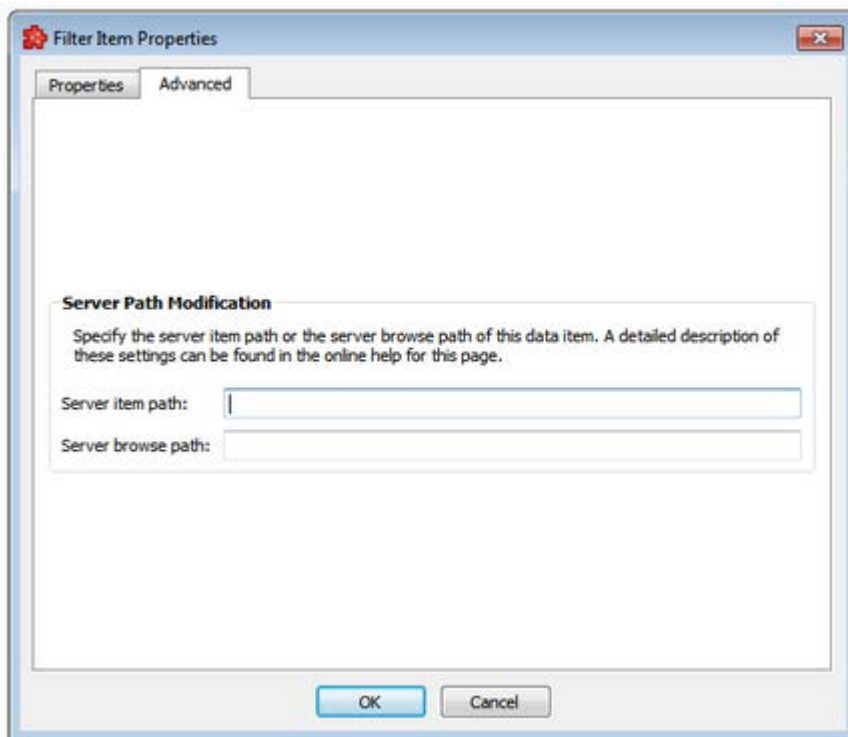 Filter Item Properties
Properties
Advanced
Server Path Modification
Specify the server item path or the server browse path of this data item. A detailed description of
these settings can be found in the online help for this page.
Server item path:
Server browse path:
OK
Cancel